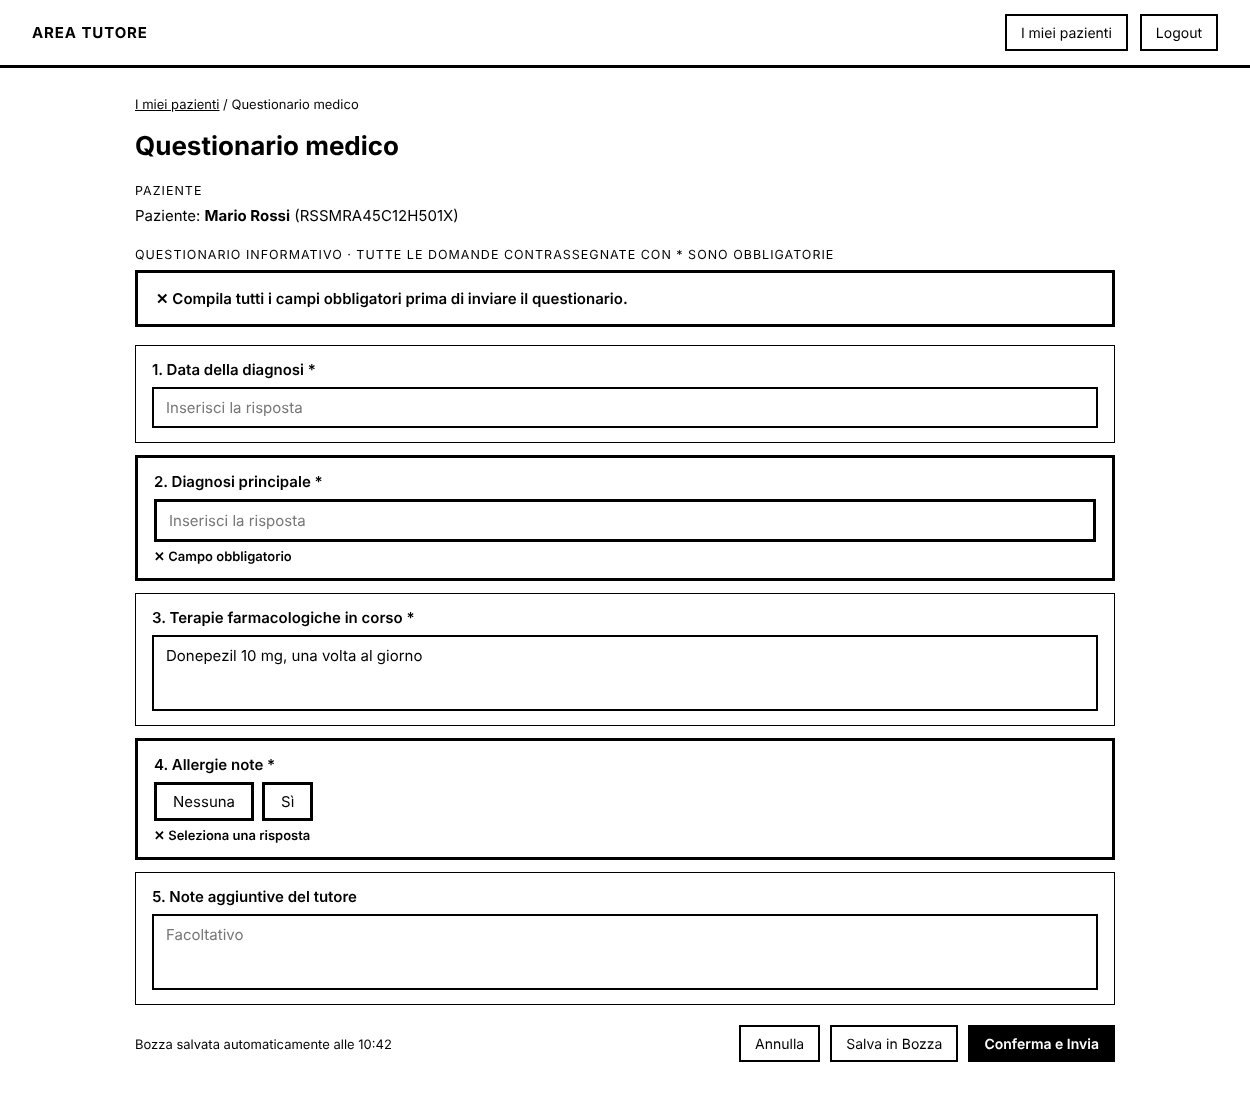 AREA TUTORE
I miei pazienti
Logout
I miei pazienti / Questionario medico
Questionario medico
PAZIENTE
Paziente: Mario Rossi (RSSMRA45C12H501X)
QUESTIONARIO INFORMATIVO · TUTTE LE DOMANDE CONTRASSEGNATE CON * SONO OBBLIGATORIE
✕ Compila tutti i campi obbligatori prima di inviare il questionario.
1. Data della diagnosi *
Inserisci la risposta
2. Diagnosi principale *
Inserisci la risposta
✕ Campo obbligatorio
3. Terapie farmacologiche in corso *
Donepezil 10 mg, una volta al giorno
4. Allergie note *
Nessuna
Sì
✕ Seleziona una risposta
5. Note aggiuntive del tutore
Facoltativo
Bozza salvata automaticamente alle 10:42
Annulla
Salva in Bozza
Conferma e Invia